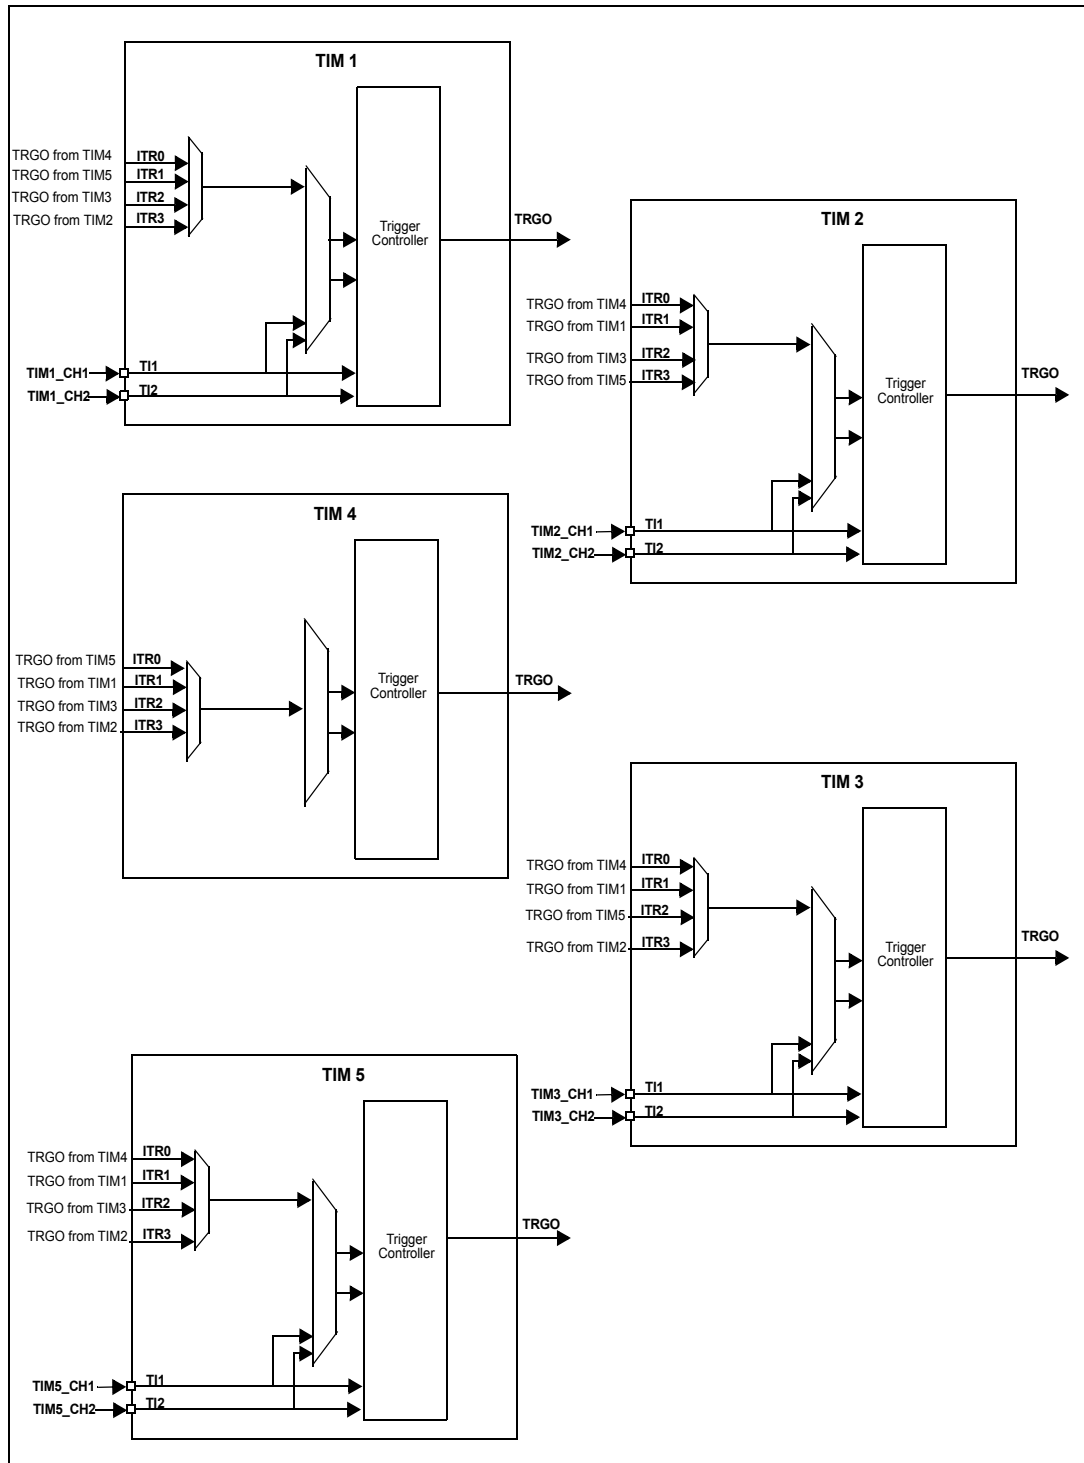 TIM 1
TRGO from TIM4 ITR0
TRGO from TIM5 ITR1
TRGO from TIM3 ITR2
TRGO from TIM2 ITR3
Trigger
Controller
TRGO
TIM1_CH1 TI1
TIM1_CH2 TI2
TIM 2
TRGO from TIM4 ITR0
TRGO from TIM1 ITR1
TRGO from TIM3 ITR2
TRGO from TIM5 ITR3
Trigger
Controller
TRGO
TIM2_CH1 TI1
TIM2_CH2 TI2
TIM 4
TRGO from TIM5 ITR0
TRGO from TIM1 ITR1
TRGO from TIM3 ITR2
TRGO from TIM2 ITR3
Trigger
Controller
TRGO
TIM 3
TRGO from TIM4 ITR0
TRGO from TIM1 ITR1
TRGO from TIM5 ITR2
TRGO from TIM2 ITR3
Trigger
Controller
TRGO
TIM3_CH1 TI1
TIM3_CH2 TI2
TIM 5
TRGO from TIM4 ITR0
TRGO from TIM1 ITR1
TRGO from TIM3 ITR2
TRGO from TIM2 ITR3
Trigger
Controller
TRGO
TIM5_CH1 TI1
TIM5_CH2 TI2